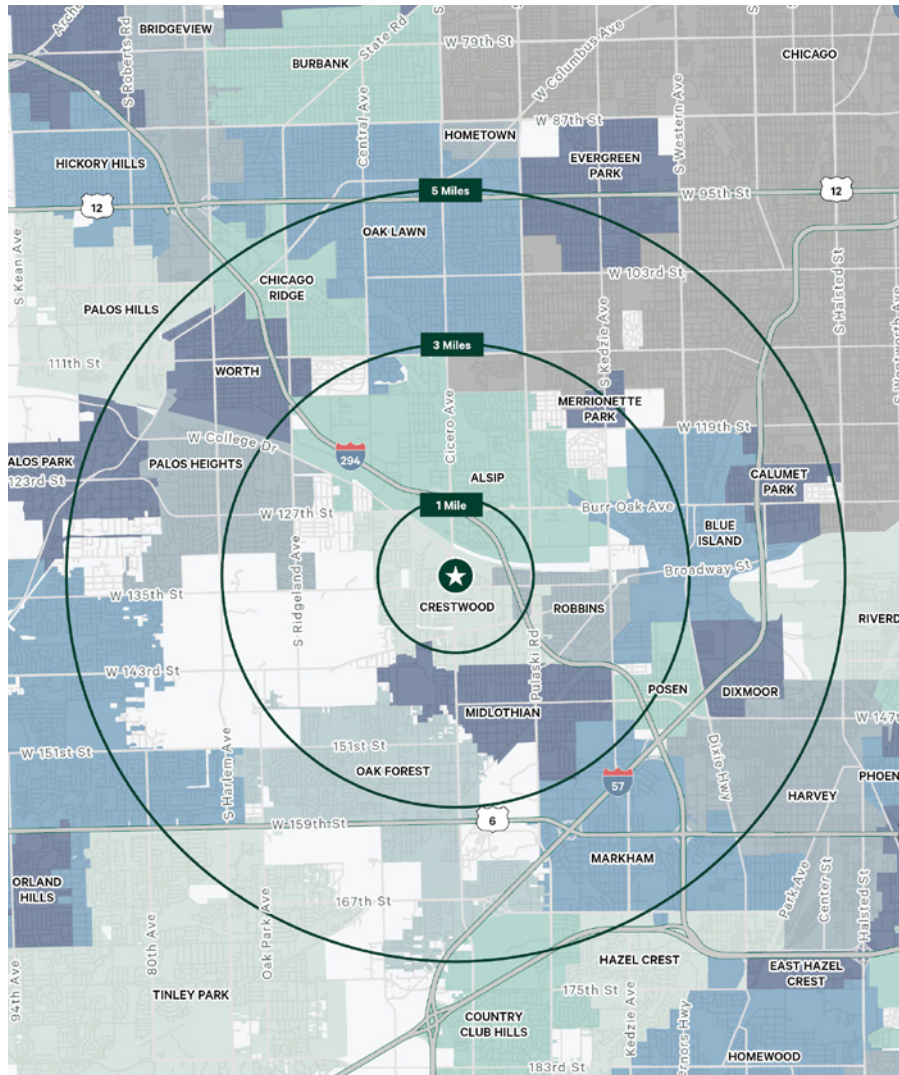 BRIDGEVIEW
S Roberts Rd
State Rd
W 79th ST
CHICAGO
BURBANK
W Columbus Ave
Central Ave
HOMETOWN
W 87th ST
S Western Ave
HICKORY HILLS
EVERGREEN
PARK
5 Miles
W 95th ST
12
12
S Kean Ave
OAK LAWN
CHICAGO
RIDGE
W 103rd ST
S Halsted St
PALOS HILLS
S Kedzie Ave
S Wentworth Ave
3 Miles
111th St
WORTH
MERRIONETTE
PARK
W 119th ST
W College Dr
Cicero Ave
294
ALOS PARK
PALOS HEIGHTS
123rd ST
ALSIP
CALUMET
PARK
1 Mile
Burr Oak Ave
W 127th ST
BLUE
ISLAND
Broadway St
S Ridgeland Ave
W 135th ST
CRESTWOOD
ROBBINS
RIVERD
Pulaski Rd
W 143rd ST
POSEN
DIXMOOR
MIDLOTHIAN
W 147t
S Harlem Ave
151st ST
W 151st ST
Dixie Hwy
OAK FOREST
PHOEN
57
HARVEY
6
W 159th ST
MARKHAM
Park Ave
Center St
Halsted St
ORLAND
HILLS
167th ST
80th Ave
Oak Park Ave
HAZEL CREST
EAST HAZEL
CREST
94th Ave
TINLEY PARK
175th St
Kedzie Ave
COUNTRY
CLUB HILLS
ernors Hwy
HOMEWOOD
183rd ST